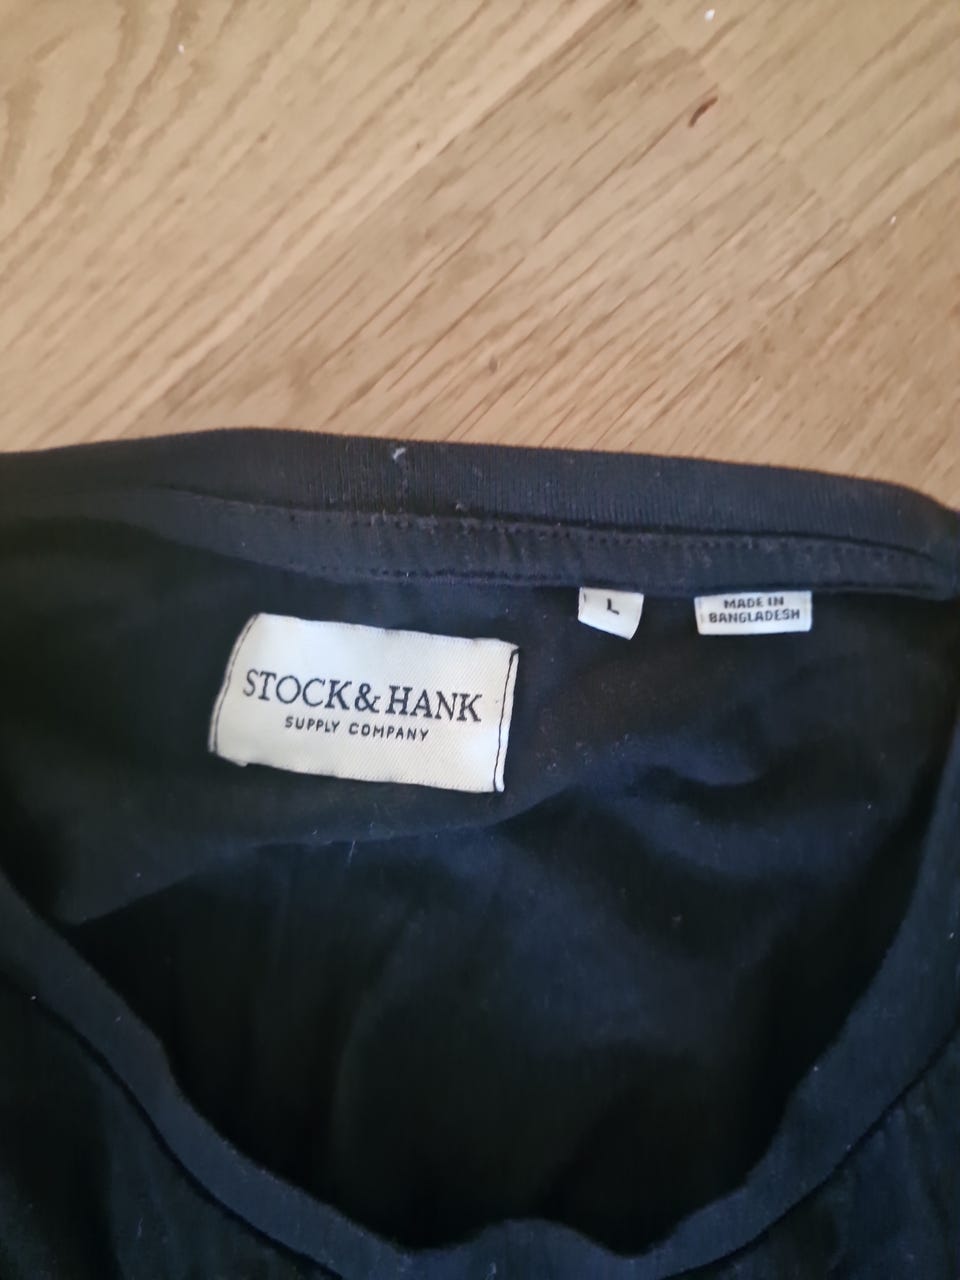 STOCK & HANK
SUPPLY COMPANY
L
MADE IN
BANGLADESH